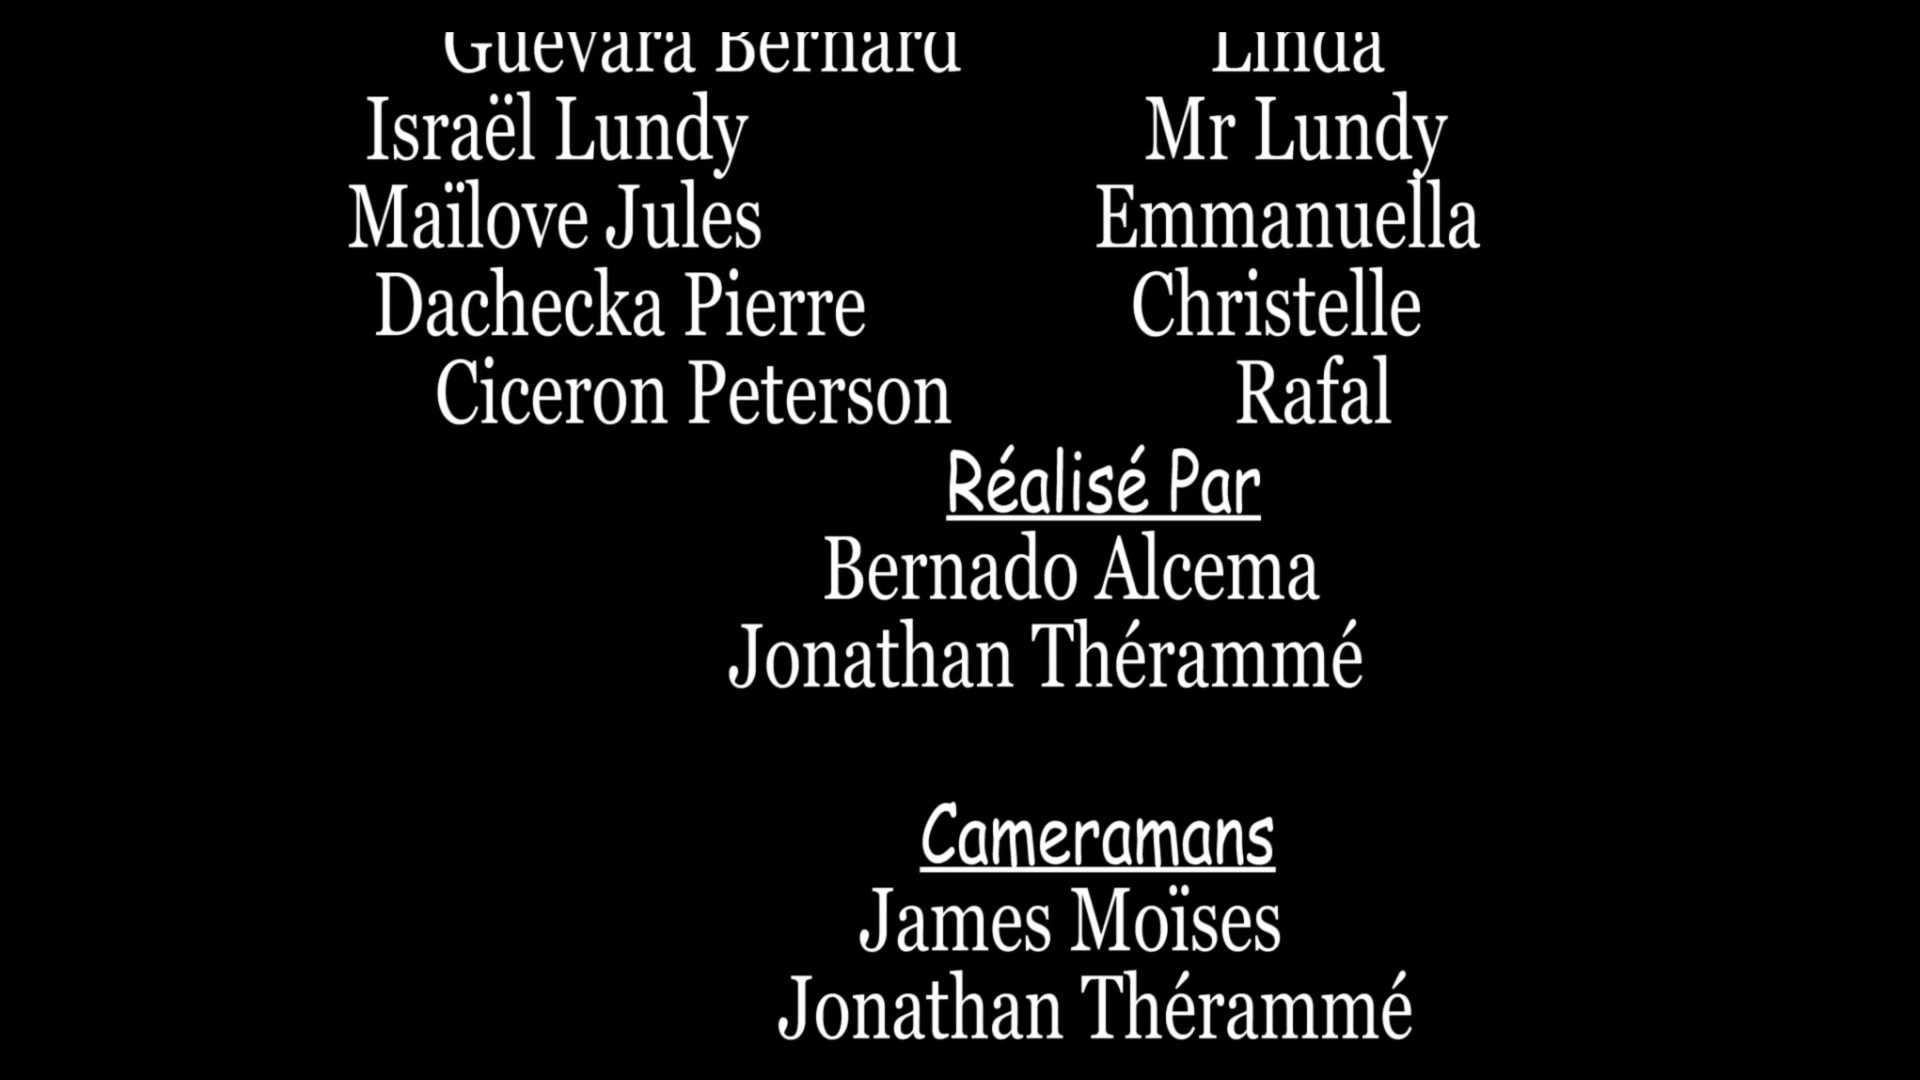 Guevara Bernard Linda
Israël Lundy Mr Lundy
Maïlove Jules Emmanuella
Dachecka Pierre Christelle
Ciceron Peterson Rafal
Réalisé Par
Bernado Alcema
Jonathan Thérammé
Cameramans
James Moïses
Jonathan Thérammé